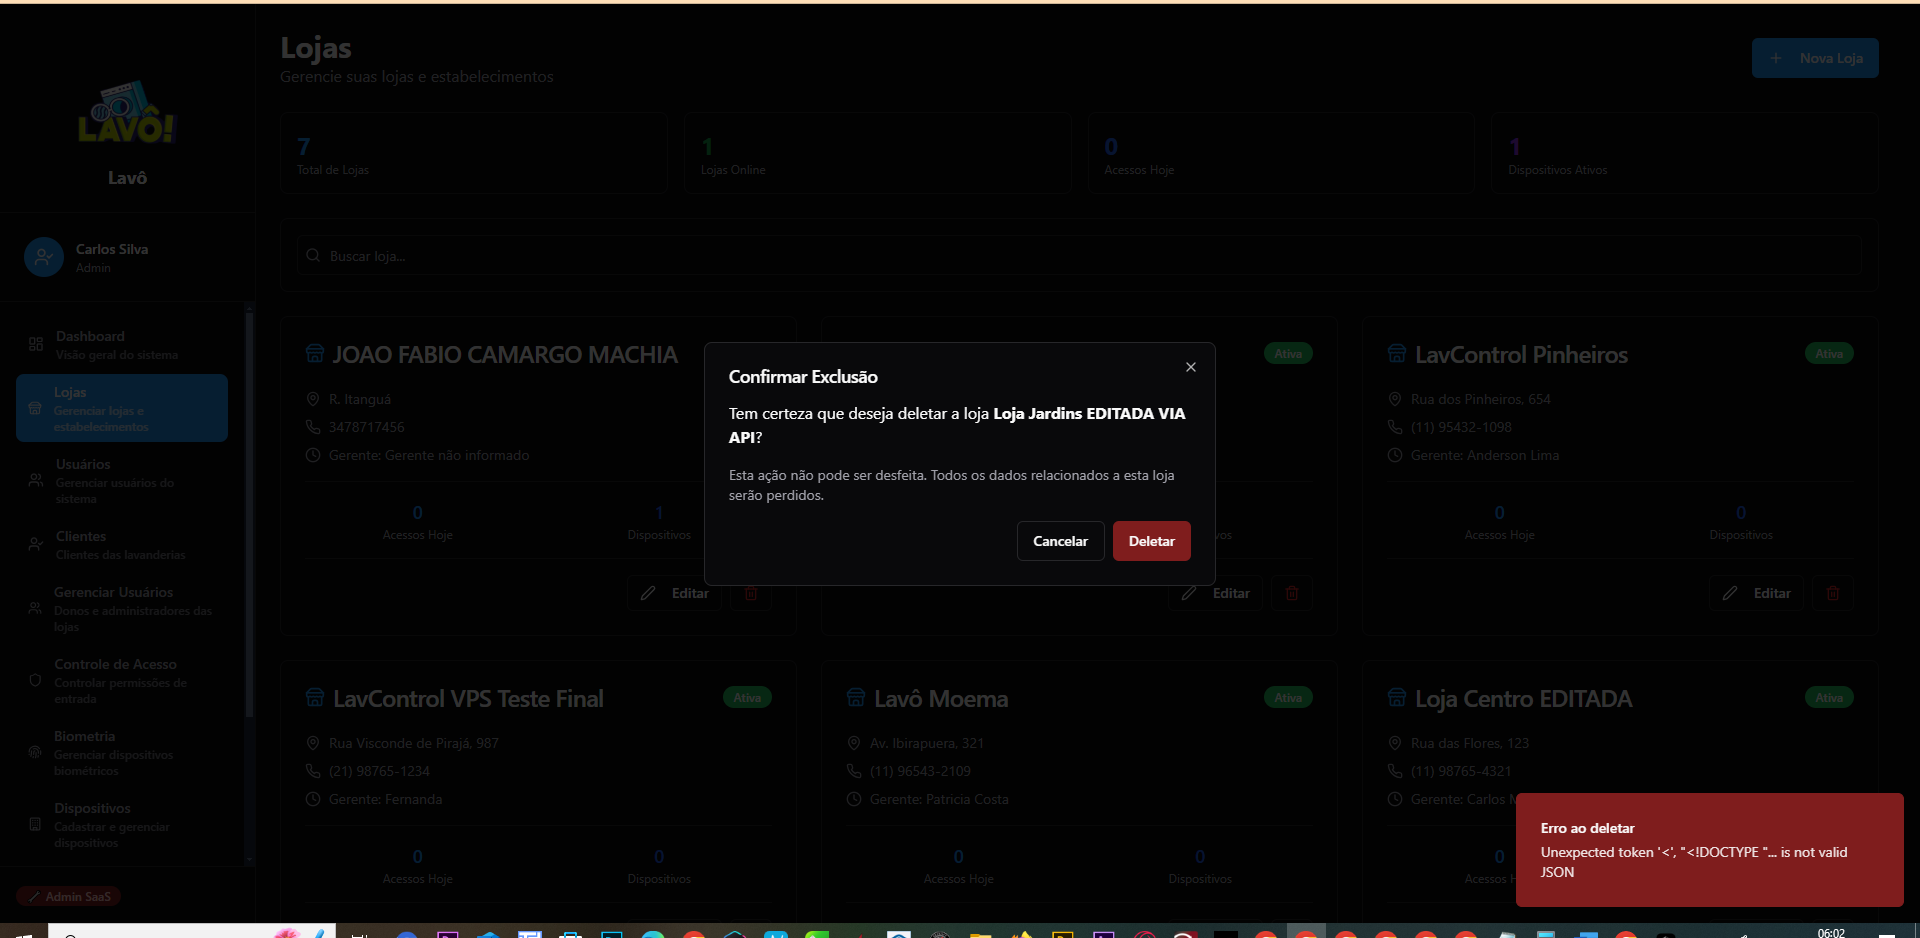 LAVÔ!
Lavô
Carlos Silva
Admin
Dashboard
Visão geral do sistema
Lojas
Gerenciar lojas e
estabelecimentos
Usuários
Gerenciar usuários do
sistema
Clientes
Clientes das lavanderias
Gerenciar Usuários
Donos e administradores das
lojas
Controle de Acesso
Controlar permissões de
entrada
Biometria
Gerenciar dispositivos
biométricos
Dispositivos
Cadastrar e gerenciar
dispositivos
Admin SaaS
Lojas
Gerencie suas lojas e estabelecimentos
Nova Loja
7
Total de Lojas
1
Lojas Online
0
Acessos Hoje
1
Dispositivos Ativos
Buscar loja...
JOAO FABIO CAMARGO MACHIA
R. Itanguá
3478717456
Gerente: Gerente não informado
0
Acessos Hoje
1
Dispositivos
Editar
Ativa
Editar
LavControl Pinheiros
Ativa
Rua dos Pinheiros, 654
(11) 95432-1098
Gerente: Anderson Lima
0
Acessos Hoje
0
Dispositivos
Editar
Confirmar Exclusão
Tem certeza que deseja deletar a loja Loja Jardins EDITADA VIA
API?
Esta ação não pode ser desfeita. Todos os dados relacionados a esta loja
serão perdidos.
Cancelar
Deletar
LavControl VPS Teste Final
Ativa
Rua Visconde de Pirajá, 987
(21) 98765-1234
Gerente: Fernanda
0
Acessos Hoje
0
Dispositivos
Lavô Moema
Ativa
Av. Ibirapuera, 321
(11) 96543-2109
Gerente: Patricia Costa
0
Acessos Hoje
0
Dispositivos
Loja Centro EDITADA
Ativa
Rua das Flores, 123
(11) 98765-4321
Gerente: Carlos
0
Acessos
Erro ao deletar
Unexpected token '<', "<!DOCTYPE "... is not valid
JSON
06:02